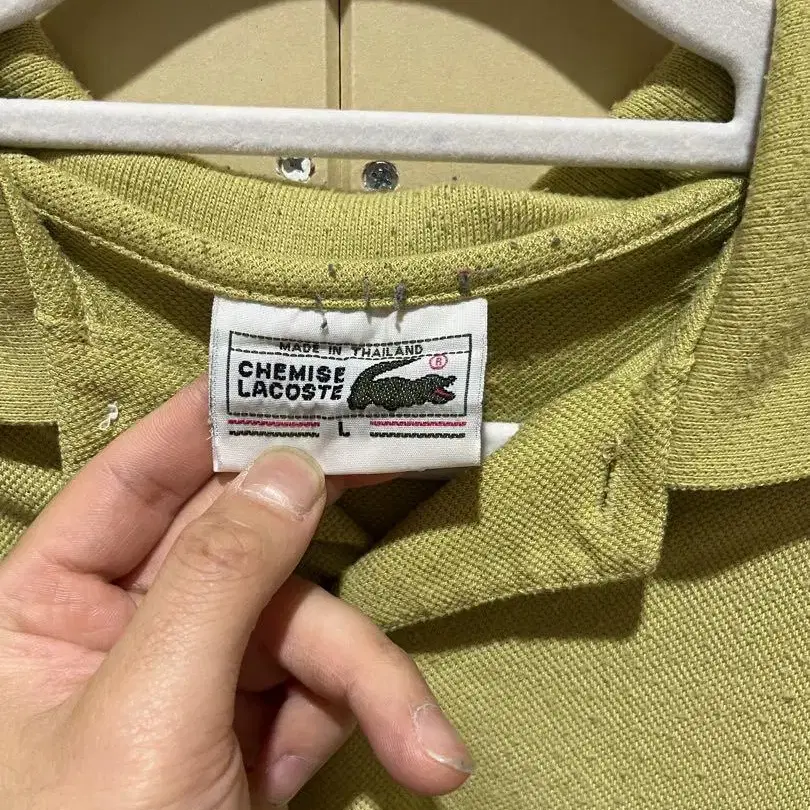 MADE IN THAILAND
CHEMISE
LACOSTE
®
L